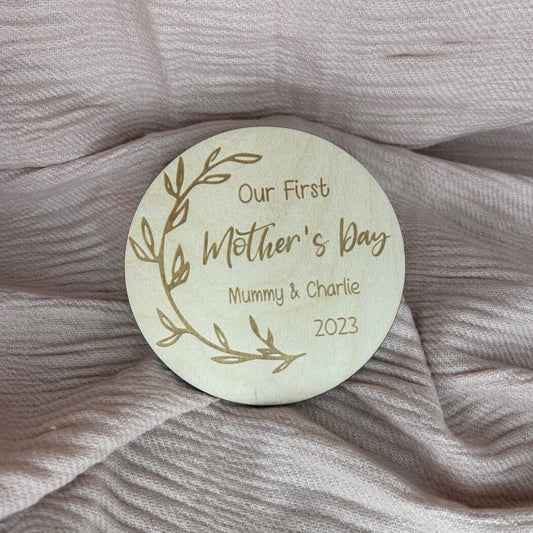 Our First
Mother's Day
Mummy & Charlie
2023